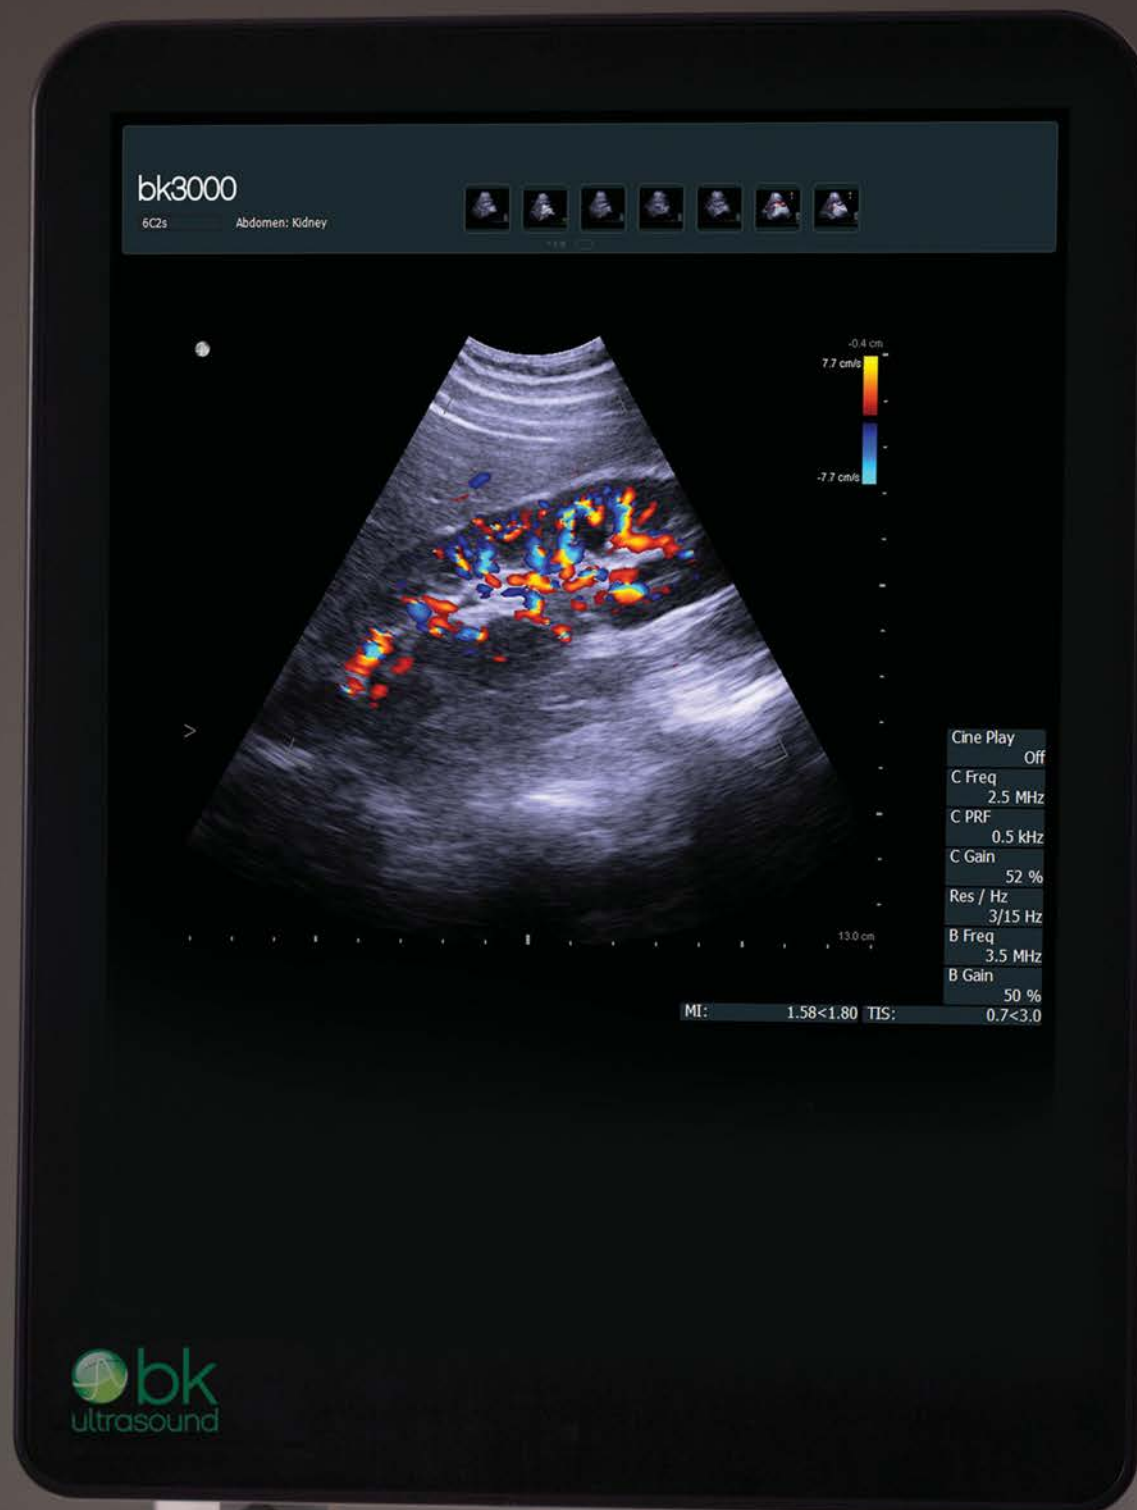 bk3000
6C2s Abdomen: Kidney
-0.4 cm
7.7 cm/s
-7.7 cm/s
>
Cine Play
Off
C Freq
2.5 MHz
C PRF
0.5 kHz
C Gain
52 %
Res / Hz
3/15 Hz
B Freq
3.5 MHz
B Gain
50 %
13.0 cm
MI: 1.58<1.80 TIS: 0.7<3.0
bk
ultrasound